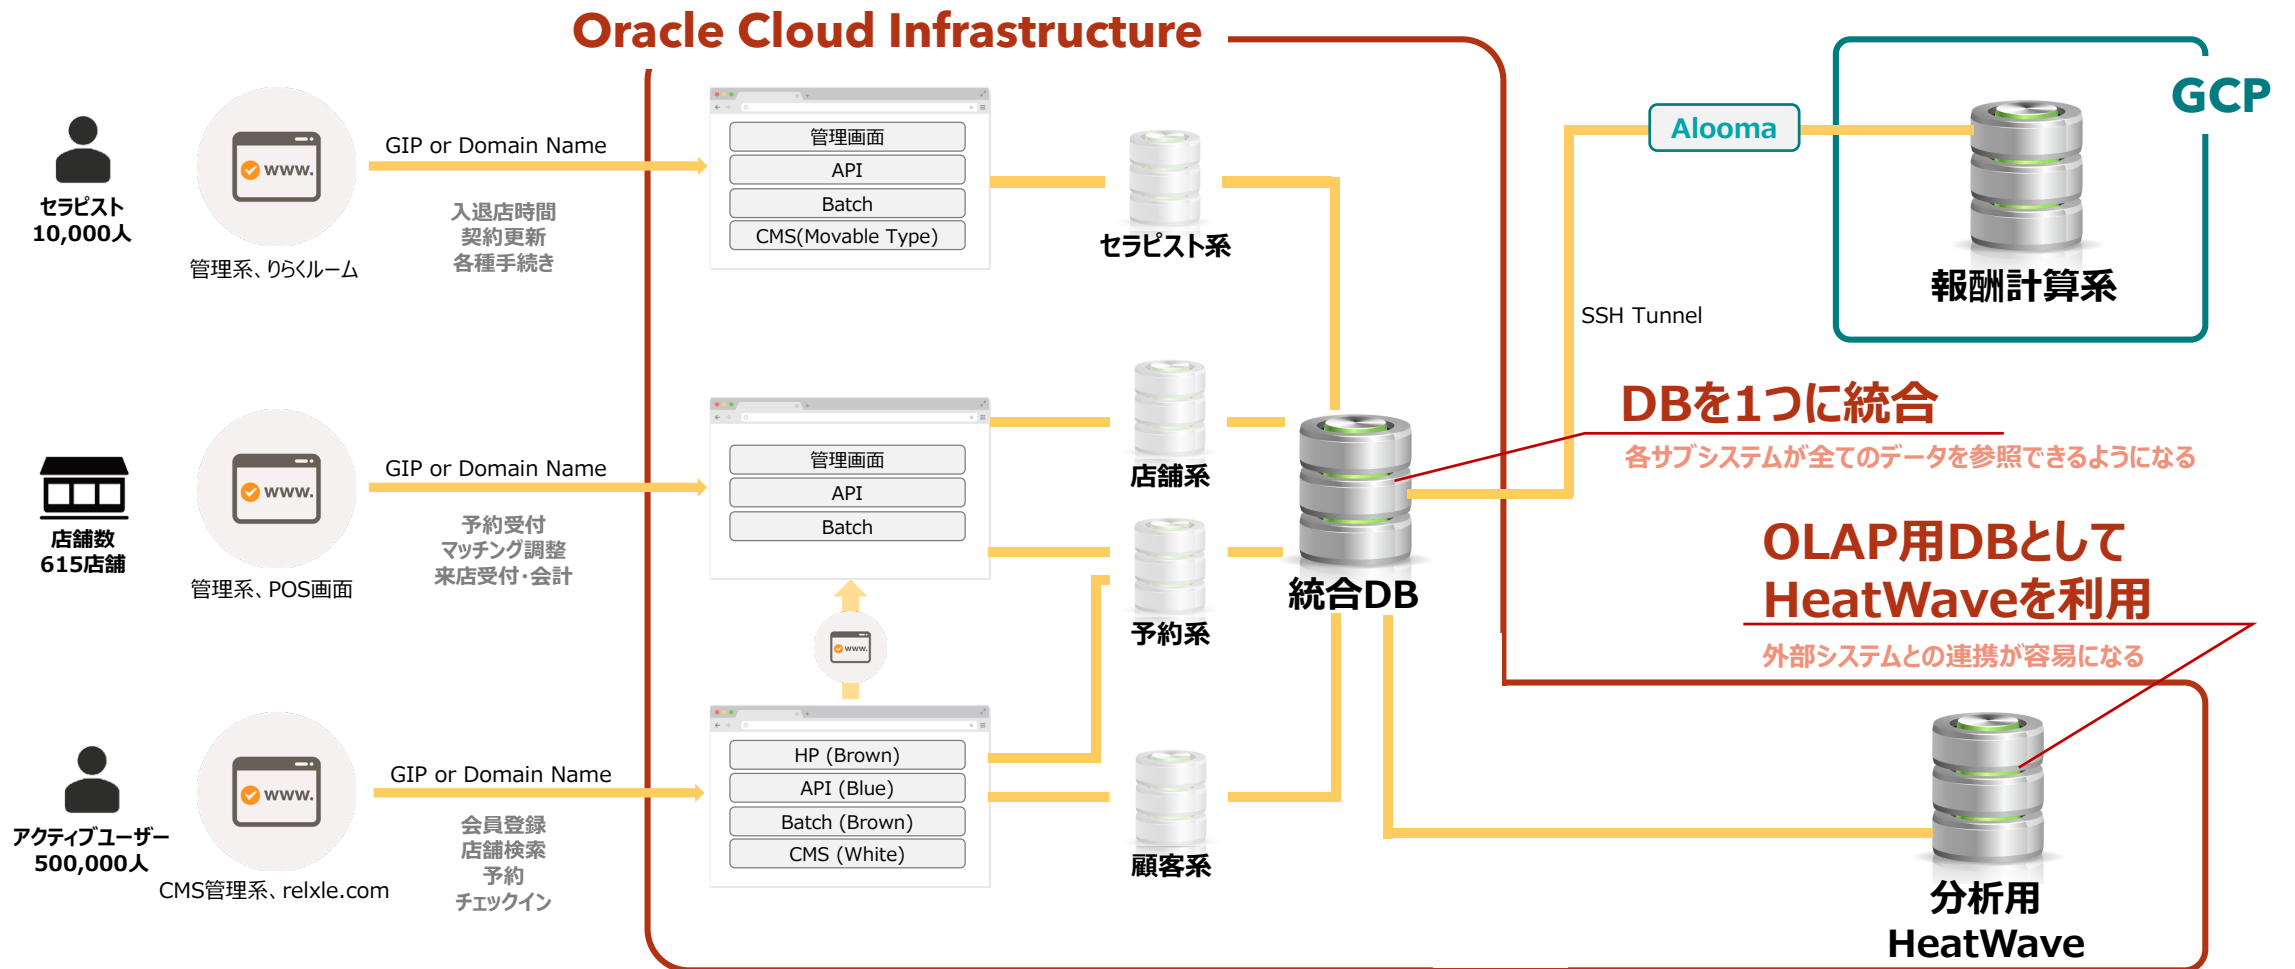 Oracle Cloud Infrastructure
GCP
セラピスト
10,000人
www.
管理系、りらくルーム
GIP or Domain Name
入退店時間
契約更新
各種手続き
管理画面
API
Batch
CMS(Movable Type)
セラピスト系
Alooma
報酬計算系
SSH Tunnel
店舗数
615店舗
www.
管理系、POS画面
GIP or Domain Name
予約受付
マッチング調整
来店受付・会計
管理画面
API
Batch
店舗系
予約系
統合DB
DBを1つに統合
各サブシステムが全てのデータを参照できるようになる
OLAP用DBとして
HeatWaveを利用
外部システムとの連携が容易になる
www.
アクティブユーザー
500,000人
www.
CMS管理系、relxle.com
GIP or Domain Name
会員登録
店舗検索
予約
チェックイン
HP (Brown)
API (Blue)
Batch (Brown)
CMS (White)
顧客系
分析用
HeatWave